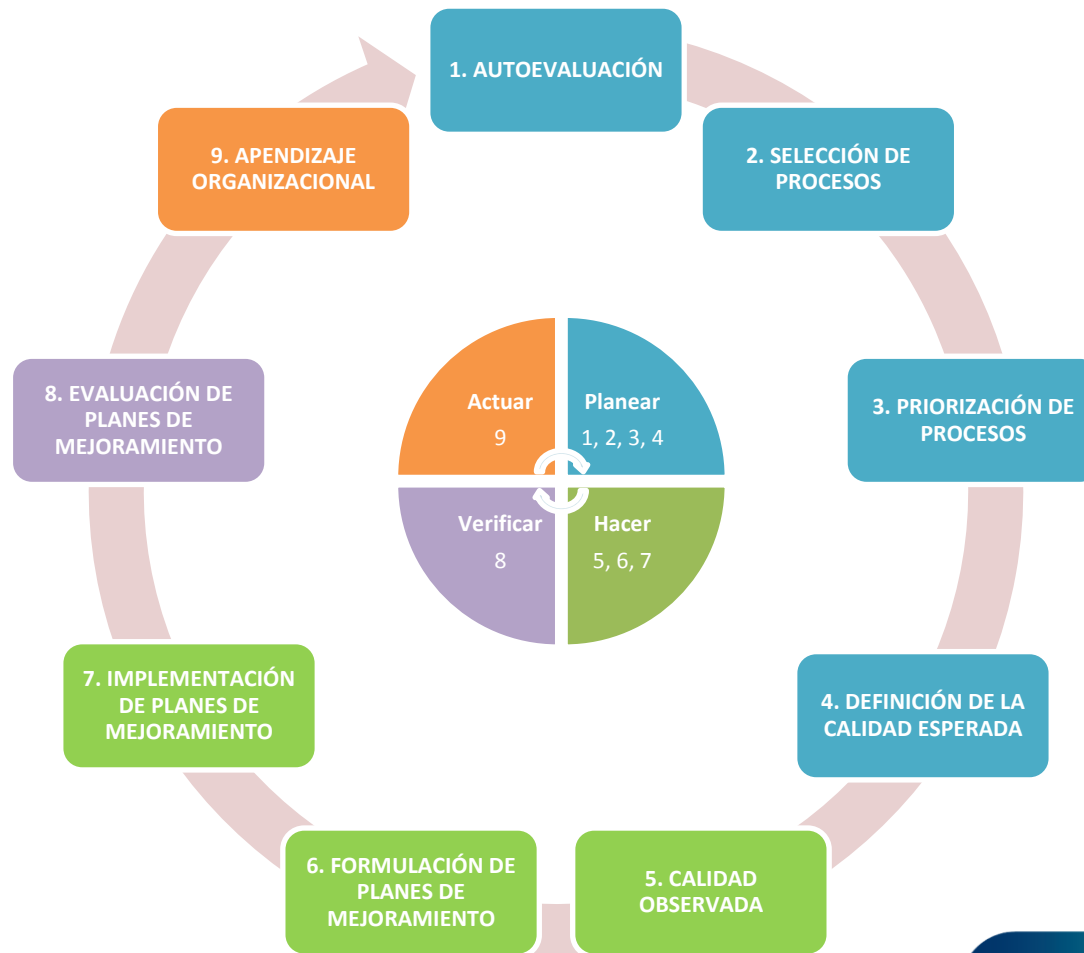 1. AUTOEVALUACIÓN
2. SELECCIÓN DE
PROCESOS
3. PRIORIZACIÓN DE
PROCESOS
4. DEFINICIÓN DE LA
CALIDAD ESPERADA
5. CALIDAD
OBSERVADA
6. FORMULACIÓN DE
PLANES DE
MEJORAMIENTO
7. IMPLEMENTACIÓN
DE PLANES DE
MEJORAMIENTO
8. EVALUACIÓN DE
PLANES DE
MEJORAMIENTO
9. APENDIZAJE
ORGANIZACIONAL
Actuar
9
Planear
1, 2, 3, 4
Verificar
8
Hacer
5, 6, 7